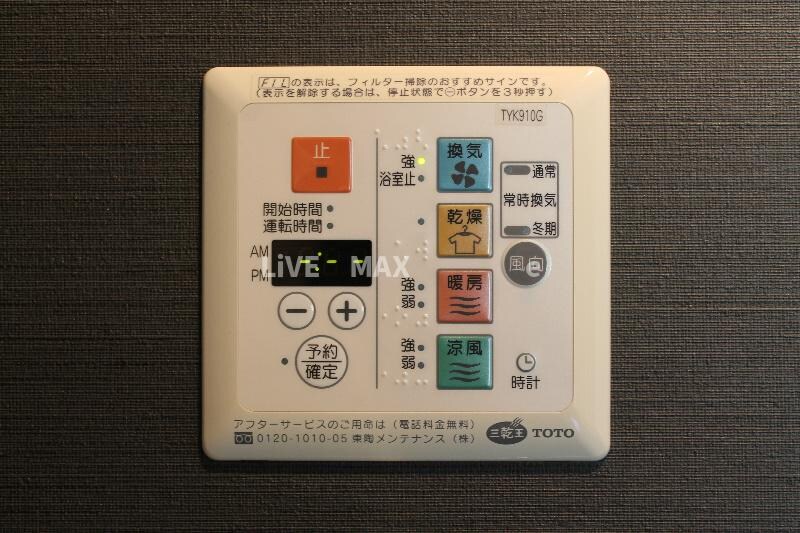 FILの表示は、フィルター掃除のおすすめサインです。
(表示を解除する場合は、停止状態で⊖ボタンを3秒押す)
TYK910G
止
開始時間
運転時間
AM
PM
-:--
− +
予約
確定
強
浴室止
換気
乾燥
強
弱
暖房
強
弱
涼風
通常
常時換気
冬期
風向
時計
LiVE MAX
アフターサービスのご用命は(電話料金無料)
0120-1010-05 東陶メンテナンス(株)
三乾王 TOTO